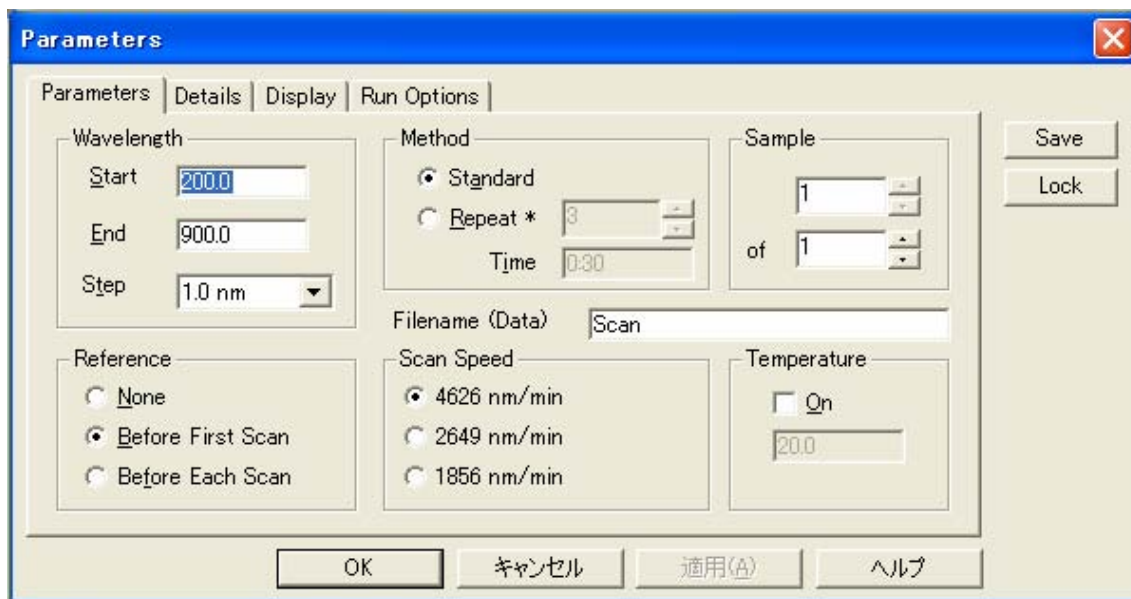 Parameters
Parameters Details Display Run Options
Wavelength
Start 200.0
End 900.0
Step 1.0 nm
Method
Standard
Repeat * 3
Time 0:30
Sample
1
of 1
Save
Lock
Filename (Data) Scan
Reference
None
Before First Scan
Before Each Scan
Scan Speed
4626 nm/min
2649 nm/min
1856 nm/min
Temperature
On
20.0
OK キャンセル 適用(A) ヘルプ